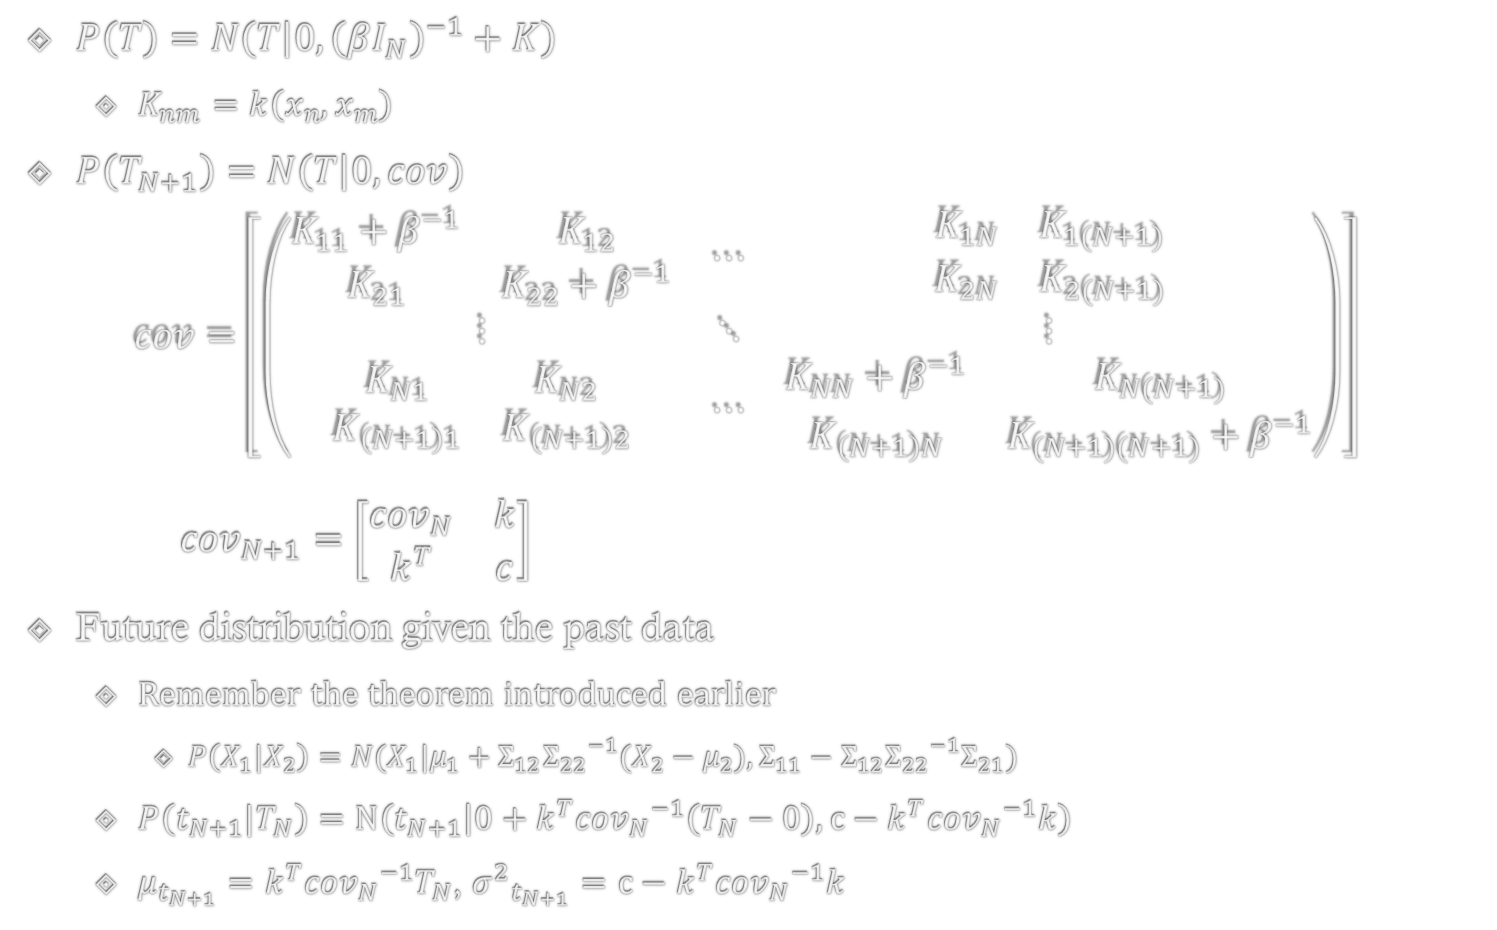 ❖ P(T) = N(T|0, (βI_N)^{-1} + K)
❖ K_{nm} = k(x_n, x_m)
❖ P(T_{N+1}) = N(T|0, cov)
cov = [( K_{11} + β^{-1} K_{12} ⋯ K_{1N} K_{1(N+1)}
K_{21} K_{22} + β^{-1} K_{2N} K_{2(N+1)}
⋮ ⋱ ⋮
K_{N1} K_{N2} ⋯ K_{NN} + β^{-1} K_{N(N+1)}
K_{(N+1)1} K_{(N+1)2} K_{(N+1)N} K_{(N+1)(N+1)} + β^{-1} )]
cov_{N+1} = [ cov_N k
k^T c ]
❖ Future distribution given the past data
❖ Remember the theorem introduced earlier
❖ P(X_1|X_2) = N(X_1|μ_1 + Σ_{12}Σ_{22}^{-1}(X_2 − μ_2), Σ_{11} − Σ_{12}Σ_{22}^{-1}Σ_{21})
❖ P(t_{N+1}|T_N) = N(t_{N+1}|0 + k^T cov_N^{-1}(T_N − 0), c − k^T cov_N^{-1}k)
❖ μ_{t_{N+1}} = k^T cov_N^{-1}T_N, σ^2_{t_{N+1}} = c − k^T cov_N^{-1}k